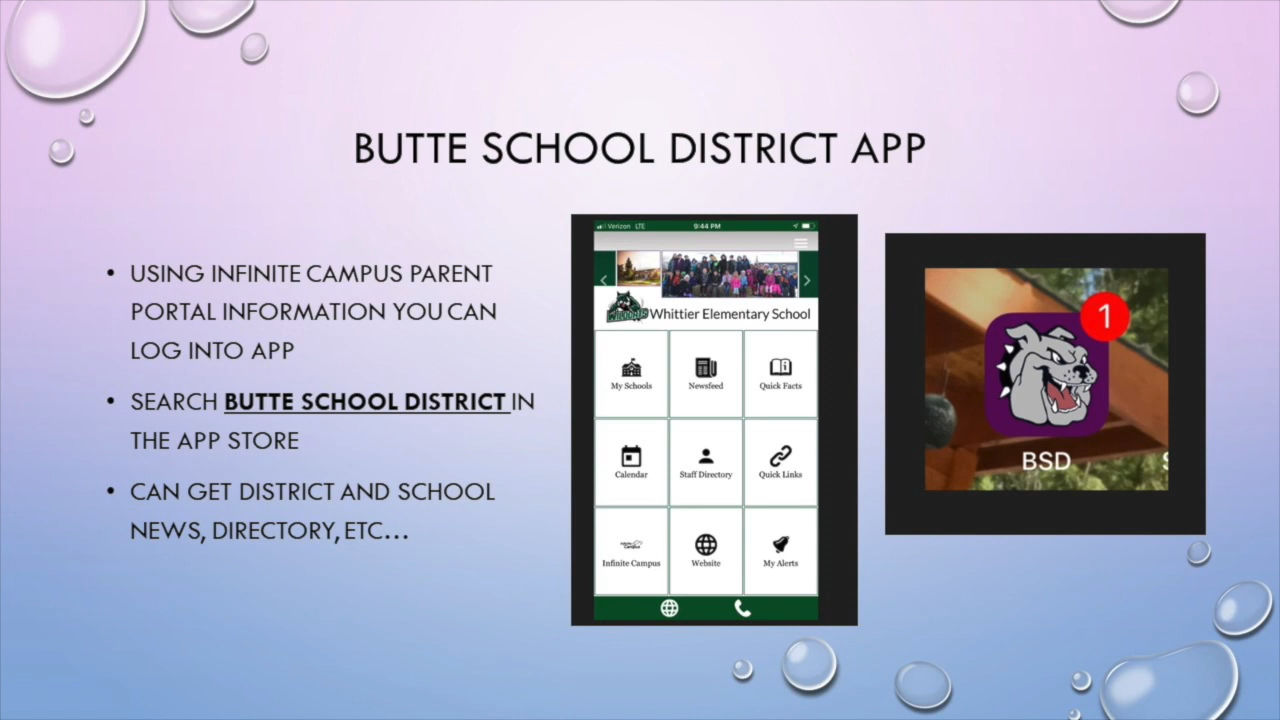 BUTTE SCHOOL DISTRICT APP
• USING INFINITE CAMPUS PARENT
PORTAL INFORMATION YOU CAN
LOG INTO APP
• SEARCH BUTTE SCHOOL DISTRICT IN
THE APP STORE
• CAN GET DISTRICT AND SCHOOL
NEWS, DIRECTORY, ETC...
Verizon LTE 9:44 PM
Whittier Elementary School
My Schools Newsfeed Quick Facts
Calendar Staff Directory Quick Links
Infinite Campus Website My Alerts
1
BSD